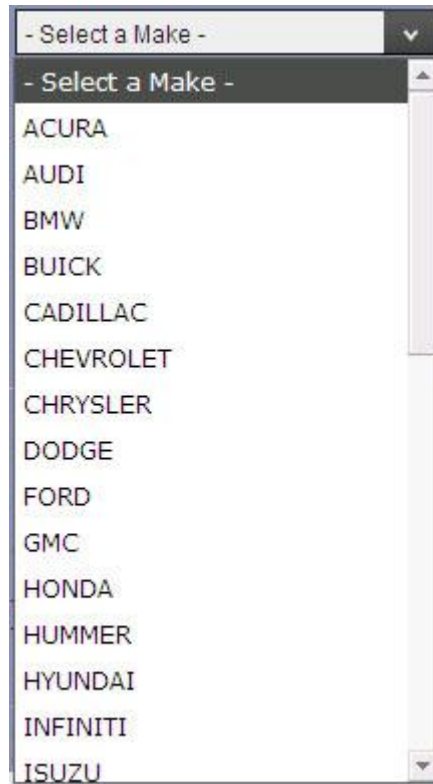 - Select a Make -
- Select a Make -
ACURA
AUDI
BMW
BUICK
CADILLAC
CHEVROLET
CHRYSLER
DODGE
FORD
GMC
HONDA
HUMMER
HYUNDAI
INFINITI
ISUZU